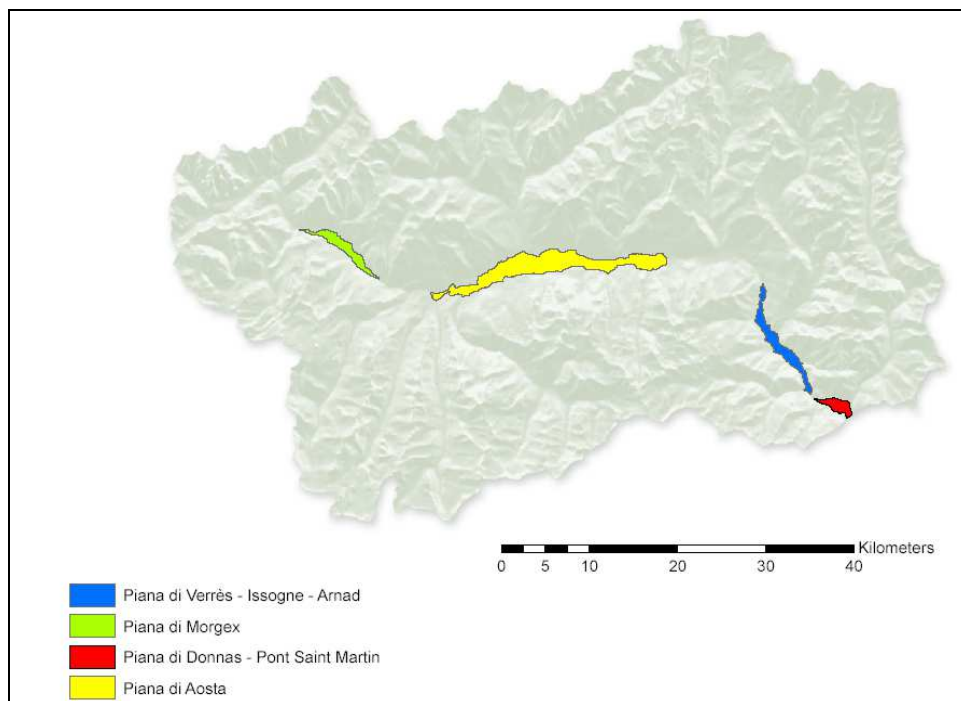 Kilometers
0 5 10 20 30 40
Piana di Verrès - Issogne - Arnad
Piana di Morgex
Piana di Donnas - Pont Saint Martin
Piana di Aosta